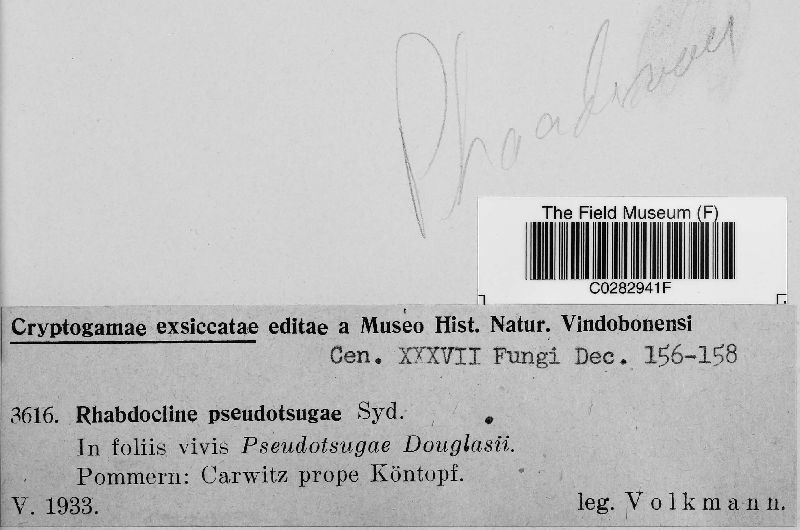 The Field Museum (F)
C0282941F
Cryptogamae exsiccatae editae a Museo Hist. Natur. Vindobonensi
Cen. XXXVII Fungi Dec. 156-158
3616. Rhabdocline pseudotsugae Syd.
In foliis vivis Pseudotsugae Douglasii.
Pommern: Carwitz prope Köntopf.
V. 1933.
leg. Volkmann.